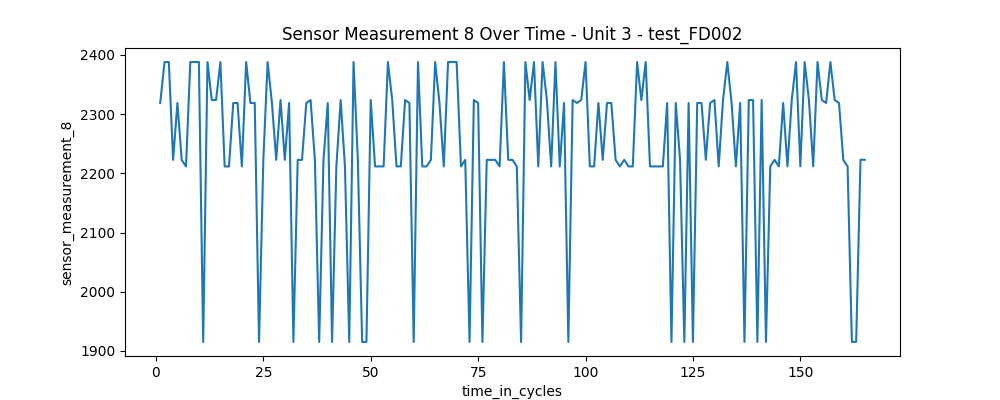 Sensor Measurement 8 Over Time - Unit 3 - test_FD002
2400
2300
2200
2100
2000
1900
sensor_measurement_8
0 25 50 75 100 125 150
time_in_cycles